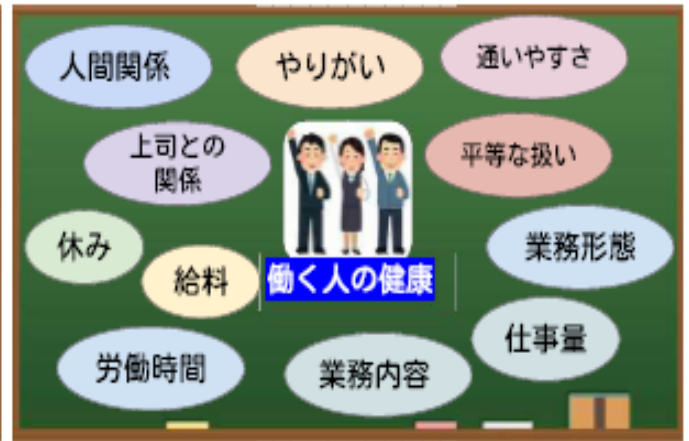 人間関係
やりがい
通いやすさ
上司との
関係
平等な扱い
休み
給料
働く人の健康
業務形態
労働時間
業務内容
仕事量